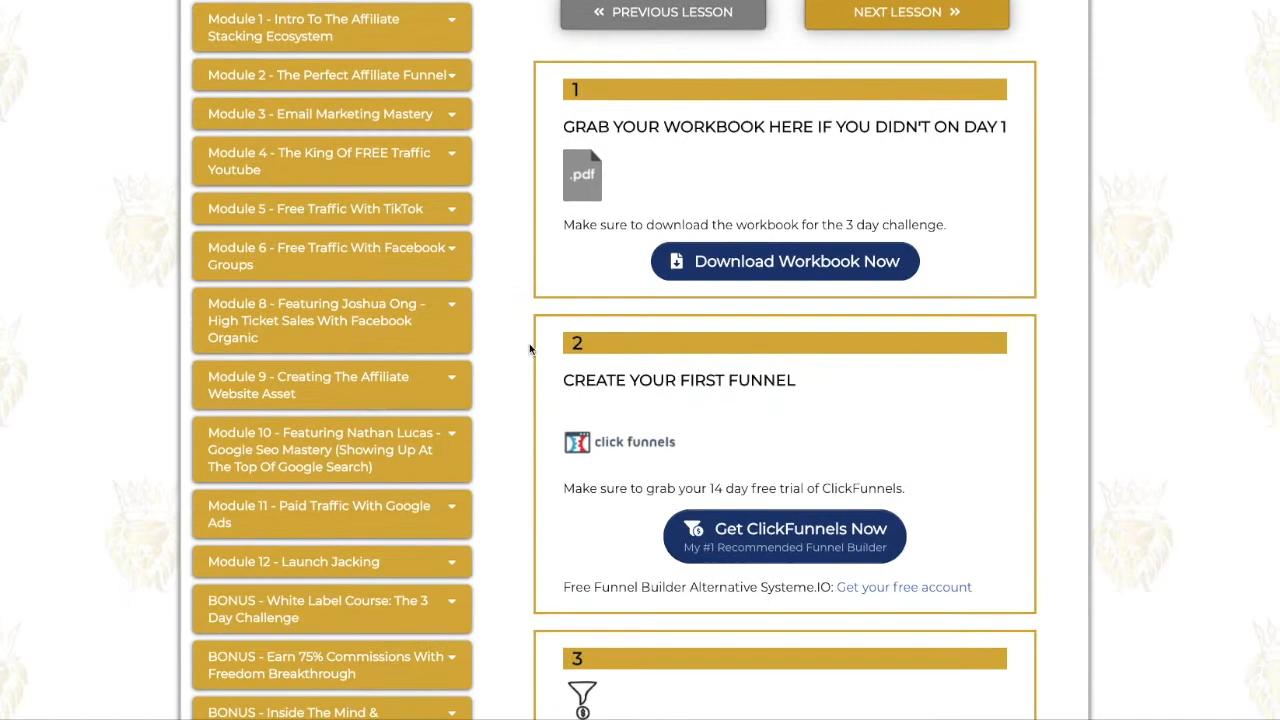 Module 1 - Intro To The Affiliate
Stacking Ecosystem
Module 2 - The Perfect Affiliate Funnel
Module 3 - Email Marketing Mastery
Module 4 - The King Of FREE Traffic
Youtube
Module 5 - Free Traffic With TikTok
Module 6 - Free Traffic With Facebook
Groups
Module 8 - Featuring Joshua Ong -
High Ticket Sales With Facebook
Organic
Module 9 - Creating The Affiliate
Website Asset
Module 10 - Featuring Nathan Lucas -
Google Seo Mastery (Showing Up At
The Top Of Google Search)
Module 11 - Paid Traffic With Google
Ads
Module 12 - Launch Jacking
BONUS - White Label Course: The 3
Day Challenge
BONUS - Earn 75% Commissions With
Freedom Breakthrough
BONUS - Inside The Mind &
PREVIOUS LESSON
NEXT LESSON
1
GRAB YOUR WORKBOOK HERE IF YOU DIDN'T ON DAY 1
.pdf
Make sure to download the workbook for the 3 day challenge.
Download Workbook Now
2
CREATE YOUR FIRST FUNNEL
click funnels
Make sure to grab your 14 day free trial of ClickFunnels.
Get ClickFunnels Now
My #1 Recommended Funnel Builder
Free Funnel Builder Alternative Systeme.IO: Get your free account
3